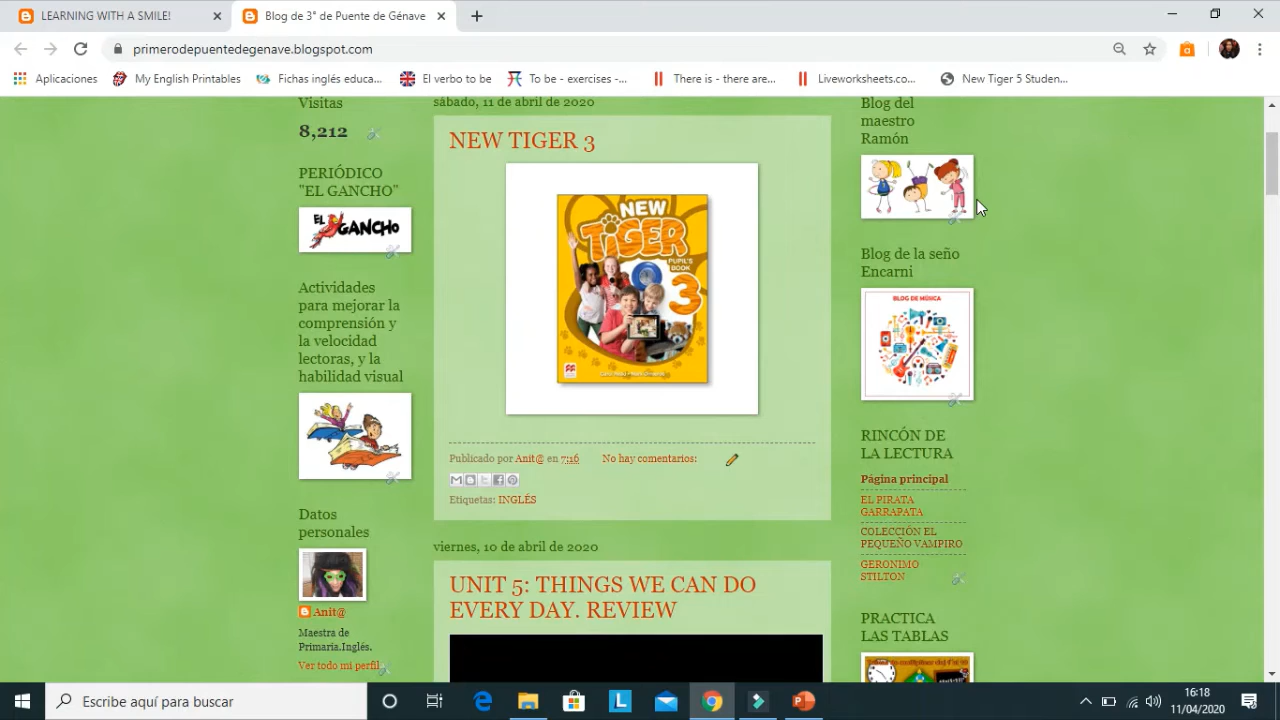 LEARNING WITH A SMILE!
Blog de 3° de Puente de Génave
primerodepuentedegenave.blogspot.com
Aplicaciones
My English Printables
Fichas inglés educa...
El verbo to be
To be - exercises -...
There is - there are...
Liveworksheets.co...
New Tiger 5 Studen...
Visitas
8,212
PERIÓDICO
"EL GANCHO"
EL
GANCHO
Actividades
para mejorar la
comprensión y
la velocidad
lectoras, y la
habilidad visual
Datos
personales
Anit@
Maestra de
Primaria.Inglés.
Ver todo mi perfil
sábado, 11 de abril de 2020
NEW TIGER 3
NEW
TIGER
PUPIL'S
BOOK
3
Publicado por Anit@ en 7:16
No hay comentarios:
Etiquetas: INGLÉS
viernes, 10 de abril de 2020
UNIT 5: THINGS WE CAN DO
EVERY DAY. REVIEW
Blog del
maestro
Ramón
Blog de la seño
Encarni
BLOG DE MÚSICA
RINCÓN DE
LA LECTURA
Página principal
EL PIRATA
GARRAPATA
COLECCIÓN EL
PEQUEÑO VAMPIRO
GERONIMO
STILTON
PRACTICA
LAS TABLAS
Escribe aquí para buscar
16:18
11/04/2020